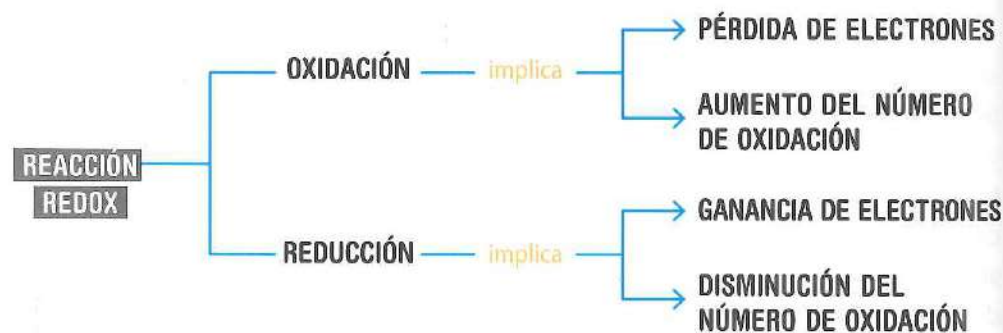 REACCIÓN
REDOX
OXIDACIÓN
implica
PÉRDIDA DE ELECTRONES
AUMENTO DEL NÚMERO
DE OXIDACIÓN
REDUCCIÓN
implica
GANANCIA DE ELECTRONES
DISMINUCIÓN DEL
NÚMERO DE OXIDACIÓN